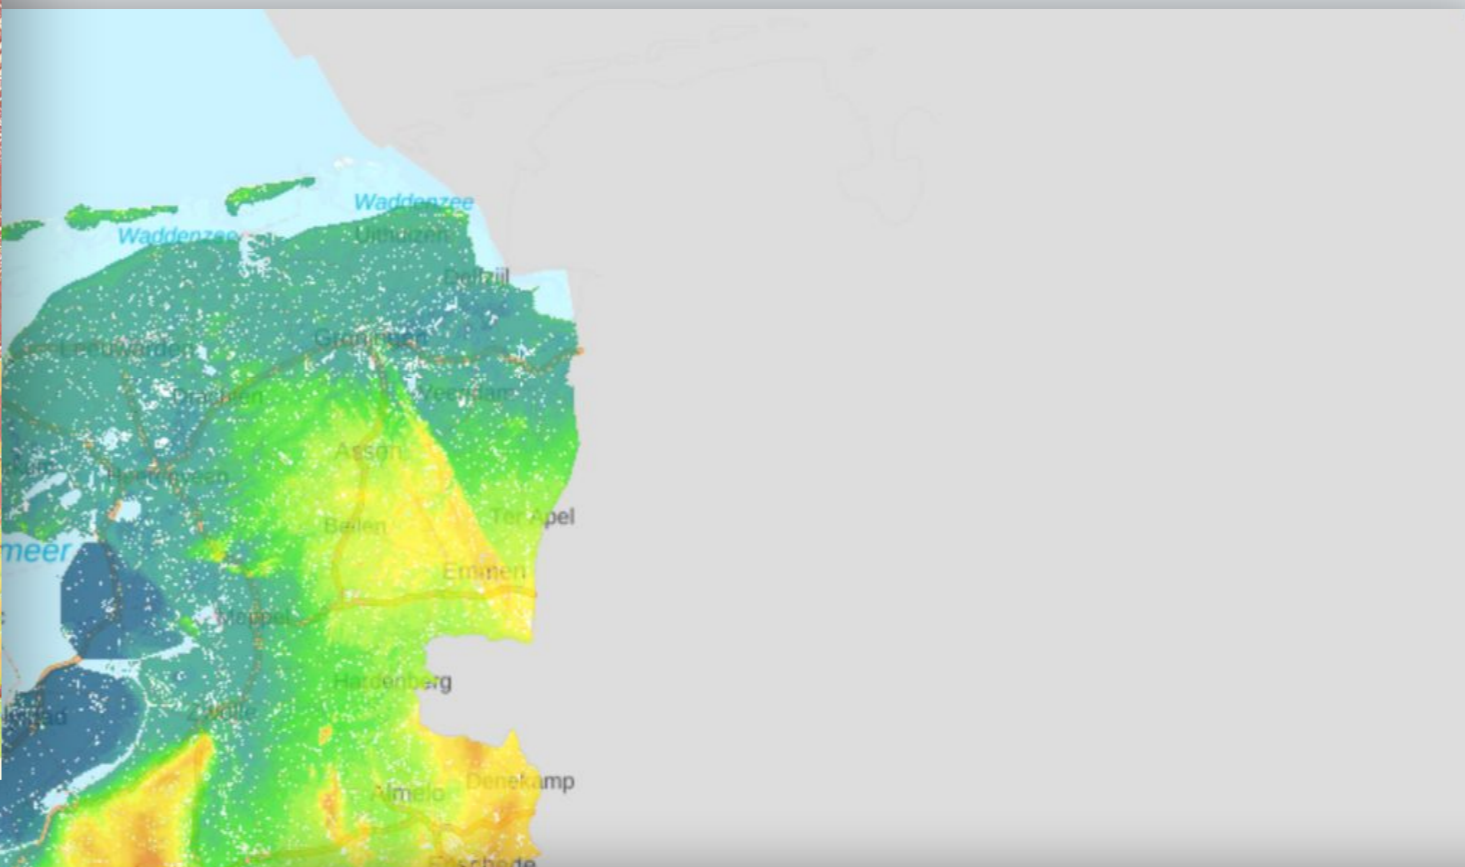 Waddenzee
Waddenzee
Uithuizen
Delfzijl
Groningen
Leeuwarden
Drachten
Veendam
Assen
Heerenveen
Beilen
Ter Apel
meer
Emmen
Meppel
Hardenberg
Zwolle
Denekamp
Almelo
Enschede